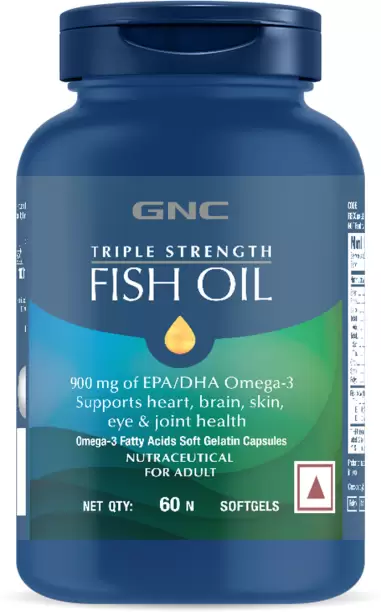 GNC
TRIPLE STRENGTH
FISH OIL
900 mg of EPA/DHA Omega-3
Supports heart, brain, skin,
eye & joint health
Omega-3 Fatty Acids Soft Gelatin Capsules
NUTRACEUTICAL
FOR ADULT
NET QTY: 60 N SOFTGELS